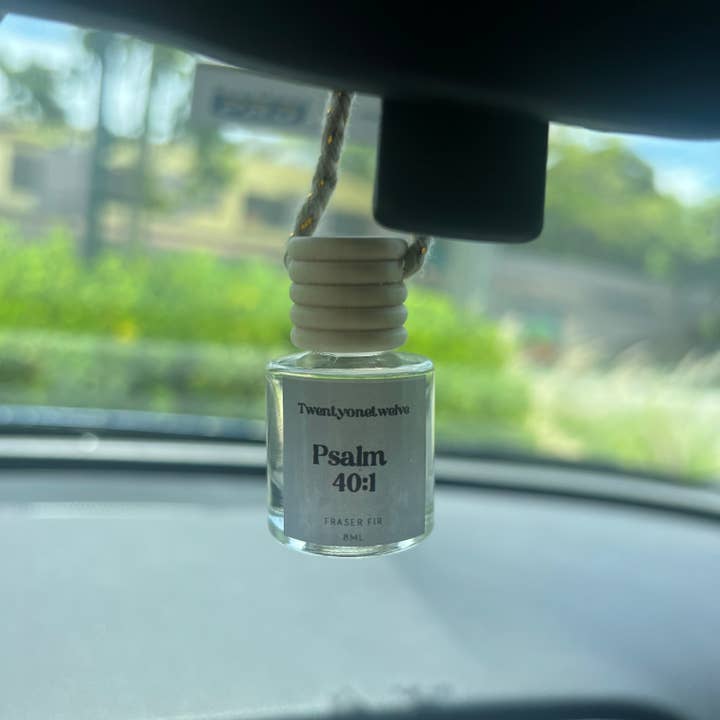 Twentyonetwelve
Psalm
40:1
FRASER FIR
8ML